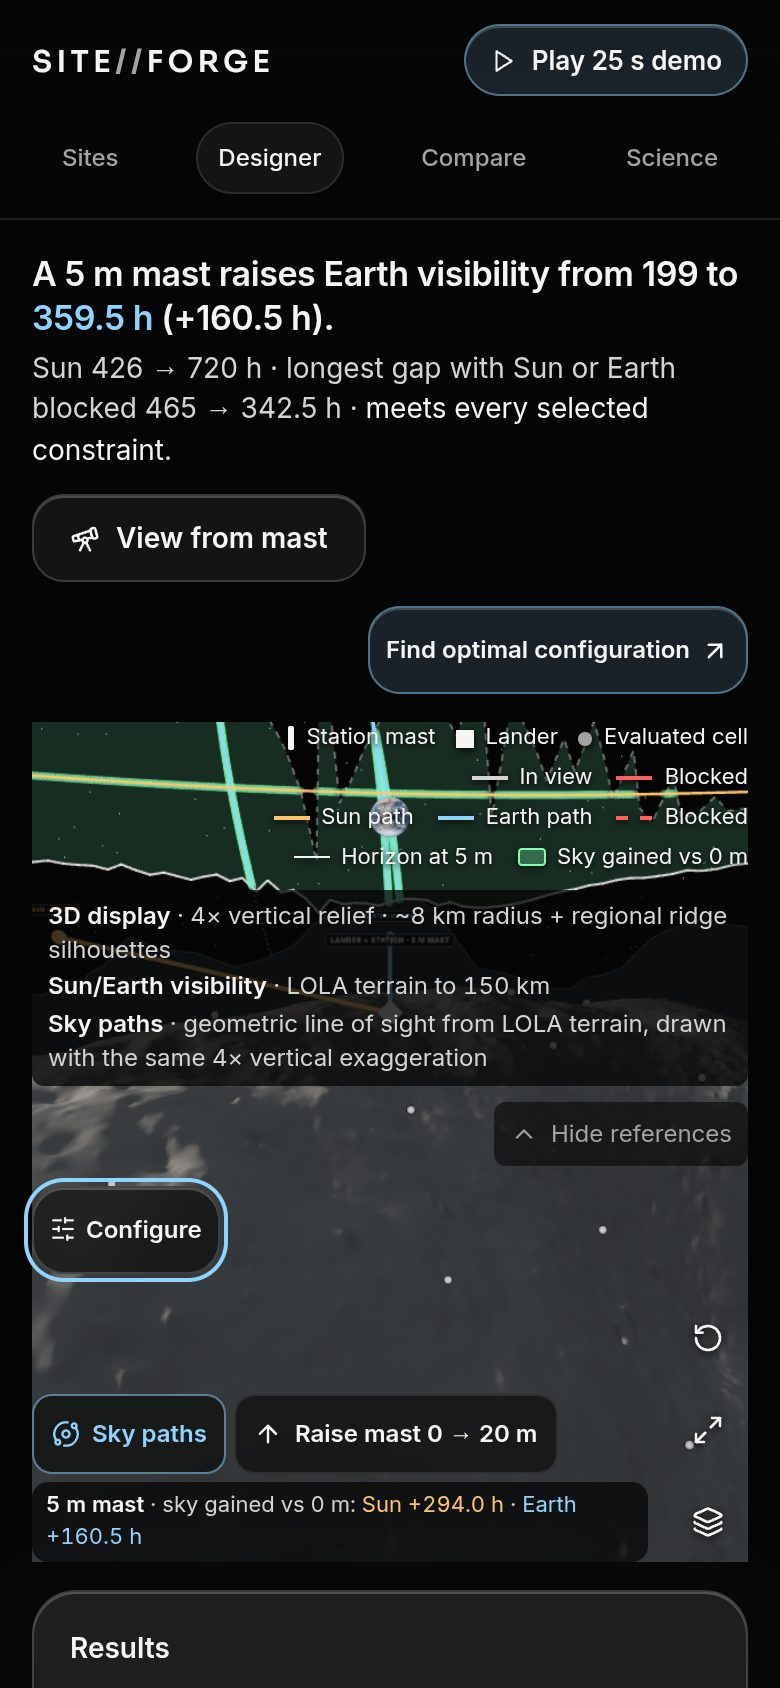 SITE//FORGE
Play 25 s demo
Sites
Designer
Compare
Science
A 5 m mast raises Earth visibility from 199 to
359.5 h (+160.5 h).
Sun 426 → 720 h · longest gap with Sun or Earth
blocked 465 → 342.5 h · meets every selected
constraint.
View from mast
Find optimal configuration
Station mast Lander Evaluated cell
In view Blocked
Sun path Earth path Blocked
Horizon at 5 m Sky gained vs 0 m
3D display · 4× vertical relief · ~8 km radius + regional ridge
silhouettes
LANDER + STATION · 5 M MAST
Sun/Earth visibility · LOLA terrain to 150 km
Sky paths · geometric line of sight from LOLA terrain, drawn
with the same 4× vertical exaggeration
Hide references
Configure
Sky paths
Raise mast 0 → 20 m
5 m mast · sky gained vs 0 m: Sun +294.0 h · Earth
+160.5 h
Results